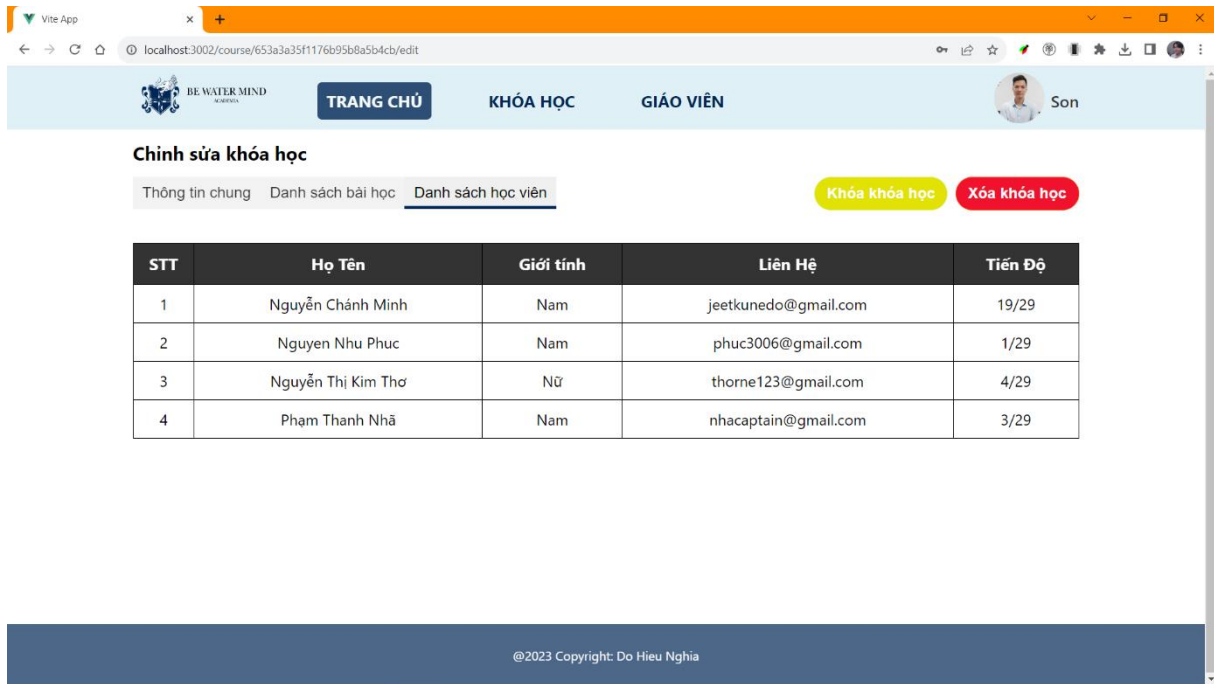 Vite App
localhost:3002/course/653a3a35f1176b95b8a5b4cb/edit
BE WATER MIND
ACADEMIA
TRANG CHỦ KHÓA HỌC GIÁO VIÊN Son
Chỉnh sửa khóa học
Thông tin chung Danh sách bài học Danh sách học viên Khóa khóa học Xóa khóa học
STT Họ Tên Giới tính Liên Hệ Tiến Độ
1 Nguyễn Chánh Minh Nam jeetkunedo@gmail.com 19/29
2 Nguyen Nhu Phuc Nam phuc3006@gmail.com 1/29
3 Nguyễn Thị Kim Thơ Nữ thorne123@gmail.com 4/29
4 Phạm Thanh Nhã Nam nhacaptain@gmail.com 3/29
@2023 Copyright: Do Hieu Nghia